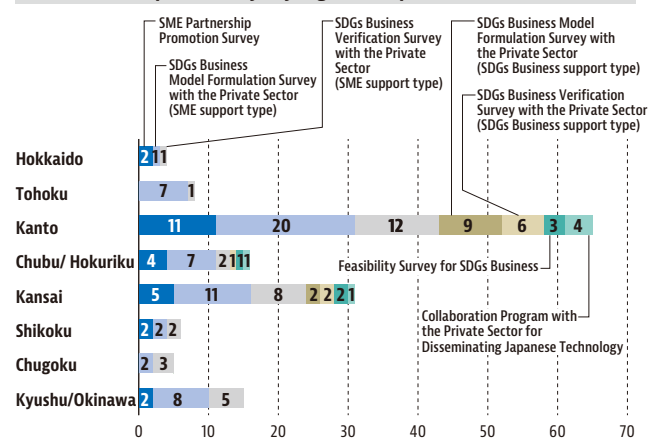 SME Partnership
Promotion Survey
SDGs Business
Model Formulation Survey
with the Private Sector
(SME support type)
SDGs Business
Verification Survey
with the Private
Sector
(SME support type)
SDGs Business Model
Formulation Survey with
the Private Sector
(SDGs Business support type)
SDGs Business Verification
Survey with the Private Sector
(SDGs Business support type)
Hokkaido 2 1 1
Tohoku 7 1
Kanto 11 20 12 9 6 3 4
Chubu/ Hokuriku 4 7 2 1 1 1
Feasibility Survey for SDGs Business
Kansai 5 11 8 2 2 2 1
Collaboration Program with
the Private Sector for
Disseminating Japanese Technology
Shikoku 2 2 2
Chugoku 2 3
Kyushu/Okinawa 2 8 5
0 10 20 30 40 50 60 70